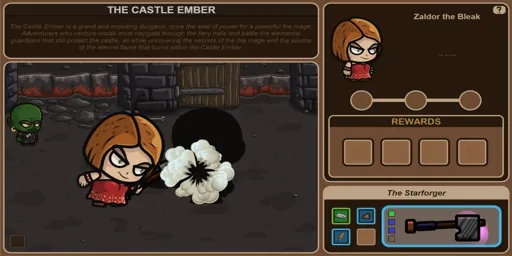 THE CASTLE EMBER
The Castle Ember is a grand and imposing dungeon, once the seat of power for a powerful fire mage.
Adventurers who venture inside must navigate through the fiery halls and battle the elemental
guardians that still protect the castle, all while uncovering the secrets of the fire mage and the source
of the eternal flame that burns within the Castle Ember.
Zaldor the Bleak
?
REWARDS
The Starforger